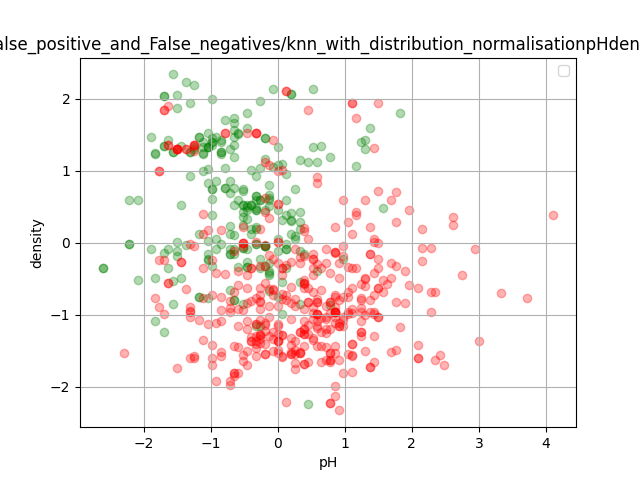 alse_positive_and_False_negatives/knn_with_distribution_normalisationpHden
2
1
0
−1
−2
density
−2 −1 0 1 2 3 4
pH